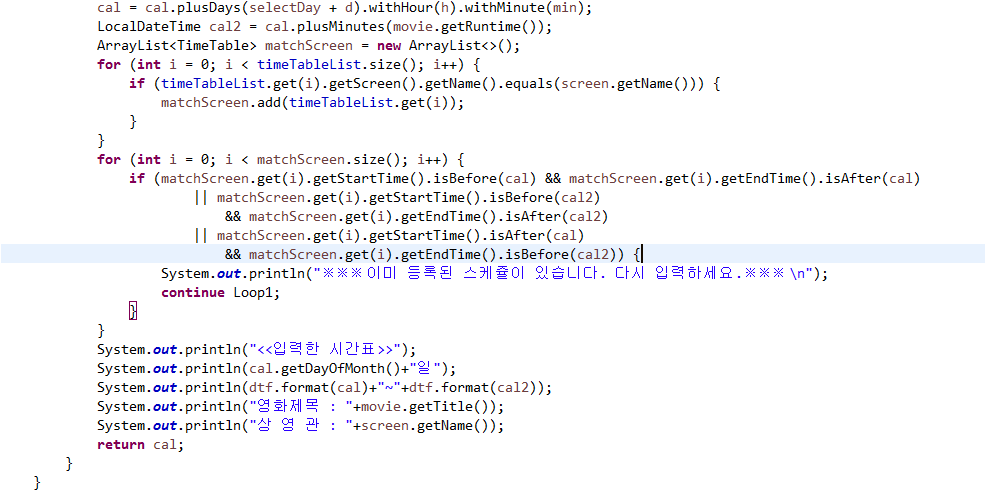 cal = cal.plusDays(selectDay + d).withHour(h).withMinute(min);
LocalDateTime cal2 = cal.plusMinutes(movie.getRuntime());
ArrayList<TimeTable> matchScreen = new ArrayList<>();
for (int i = 0; i < timeTableList.size(); i++) {
if (timeTableList.get(i).getScreen().getName().equals(screen.getName())) {
matchScreen.add(timeTableList.get(i));
}
}
for (int i = 0; i < matchScreen.size(); i++) {
if (matchScreen.get(i).getStartTime().isBefore(cal) && matchScreen.get(i).getEndTime().isAfter(cal)
|| matchScreen.get(i).getStartTime().isBefore(cal2)
&& matchScreen.get(i).getEndTime().isAfter(cal2)
|| matchScreen.get(i).getStartTime().isAfter(cal)
&& matchScreen.get(i).getEndTime().isBefore(cal2)) {
System.out.println("※※※이미 등록된 스케쥴이 있습니다. 다시 입력하세요.※※※\n");
continue Loop1;
}
}
System.out.println("<<입력한 시간표>>");
System.out.println(cal.getDayOfMonth()+"일");
System.out.println(dtf.format(cal)+"~"+dtf.format(cal2));
System.out.println("영화제목 : "+movie.getTitle());
System.out.println("상 영 관 : "+screen.getName());
return cal;
}
}